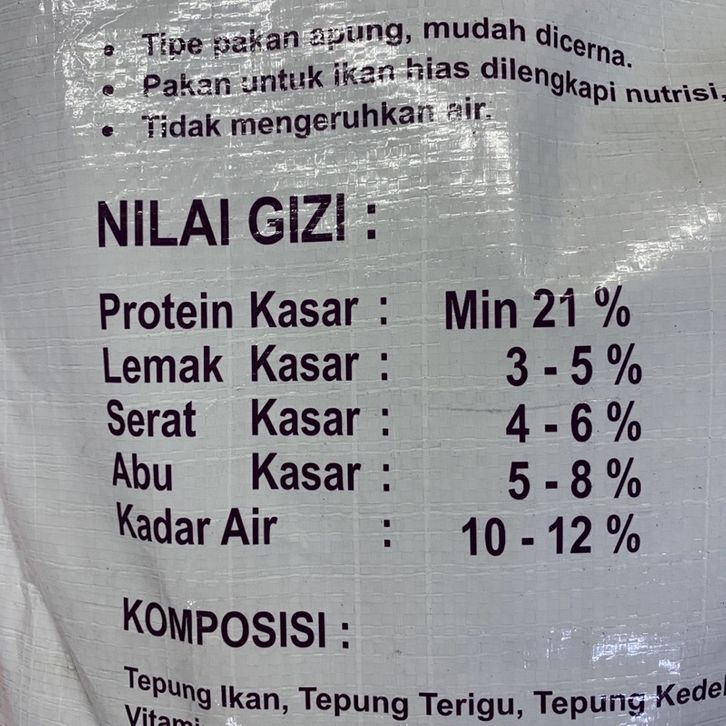 • Tipe pakan apung, mudah dicerna.
• Pakan untuk ikan hias dilengkapi nutrisi,
• Tidak mengeruhkan air.
NILAI GIZI :
Protein Kasar : Min 21 %
Lemak Kasar : 3 - 5 %
Serat Kasar : 4 - 6 %
Abu Kasar : 5 - 8 %
Kadar Air : 10 - 12 %
KOMPOSISI :
Tepung Ikan, Tepung Terigu, Tepung